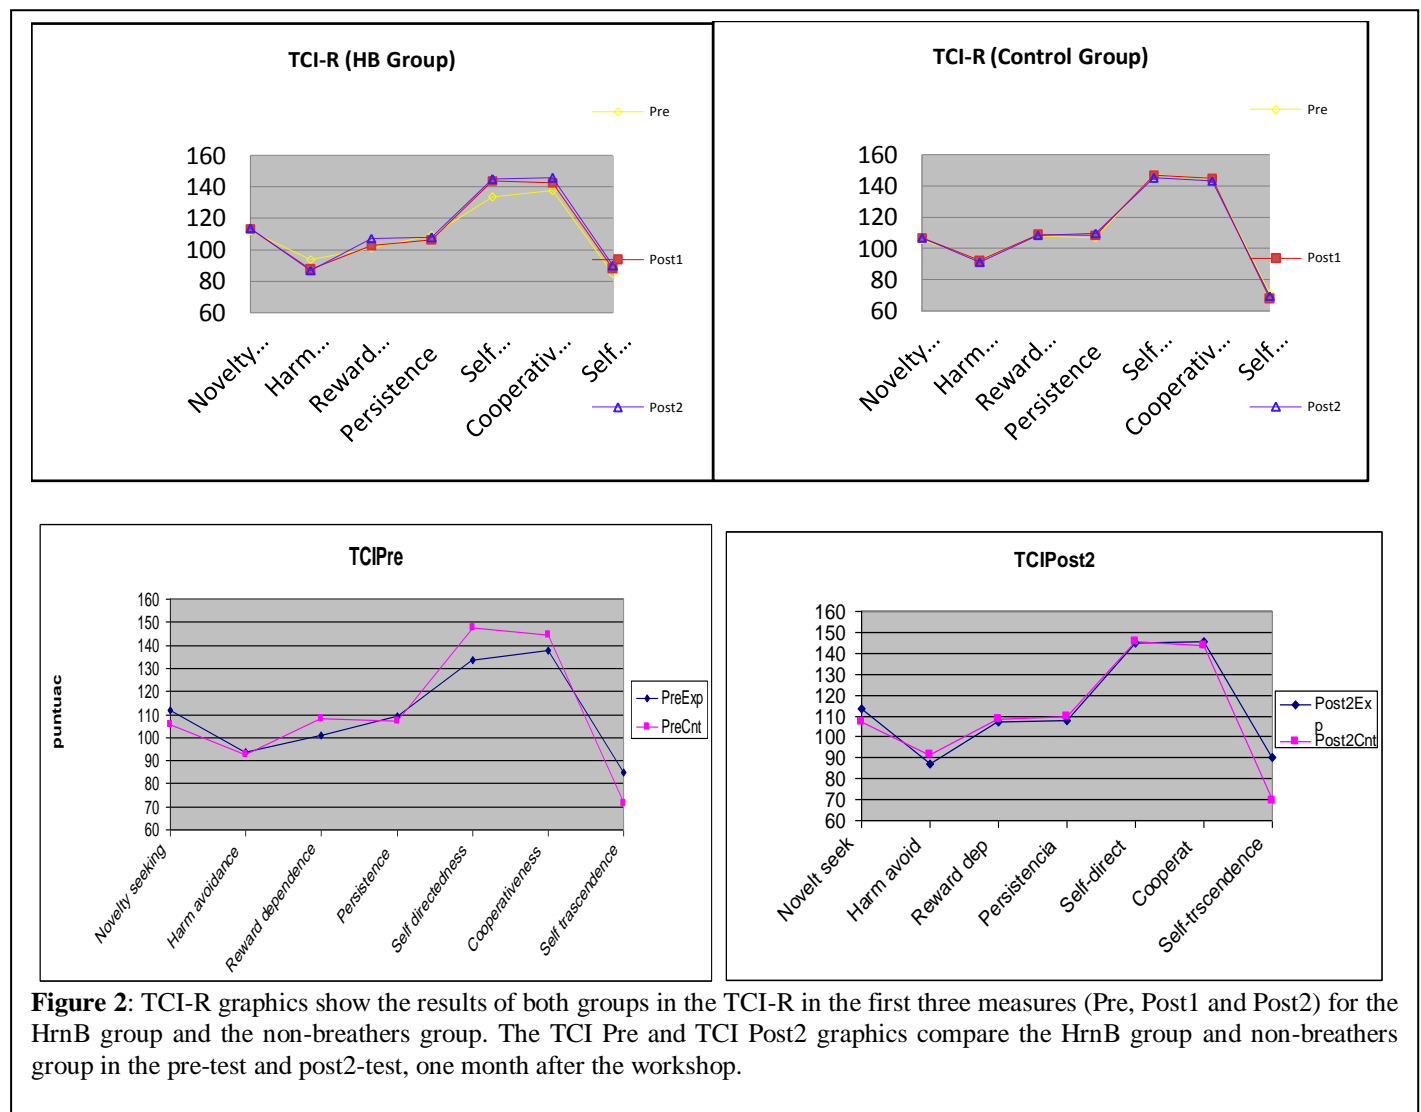 TCI-R (HB Group)
Pre
160
140
120
100
80
60
Post1
Novelty...
Harm...
Reward...
Persistence
Self...
Cooperativ...
Self...
Post2
TCI-R (Control Group)
Pre
160
140
120
100
80
60
Post1
Novelty...
Harm...
Reward...
Persistence
Self...
Cooperativ...
Self...
Post2
TCIPre
puntuac
160
150
140
130
120
110
100
90
80
70
60
PreExp
PreCnt
Novelty seeking
Harm avoidance
Reward dependence
Persistence
Self directedness
Cooperativeness
Self trascendence
TCIPost2
160
150
140
130
120
110
100
90
80
70
60
Post2Ex
p
Post2Cnt
Novelt seek
Harm avoid
Reward dep
Persistencia
Self-direct
Cooperat
Self-trscendence
Figure 2: TCI-R graphics show the results of both groups in the TCI-R in the first three measures (Pre, Post1 and Post2) for the
HrnB group and the non-breathers group. The TCI Pre and TCI Post2 graphics compare the HrnB group and non-breathers
group in the pre-test and post2-test, one month after the workshop.